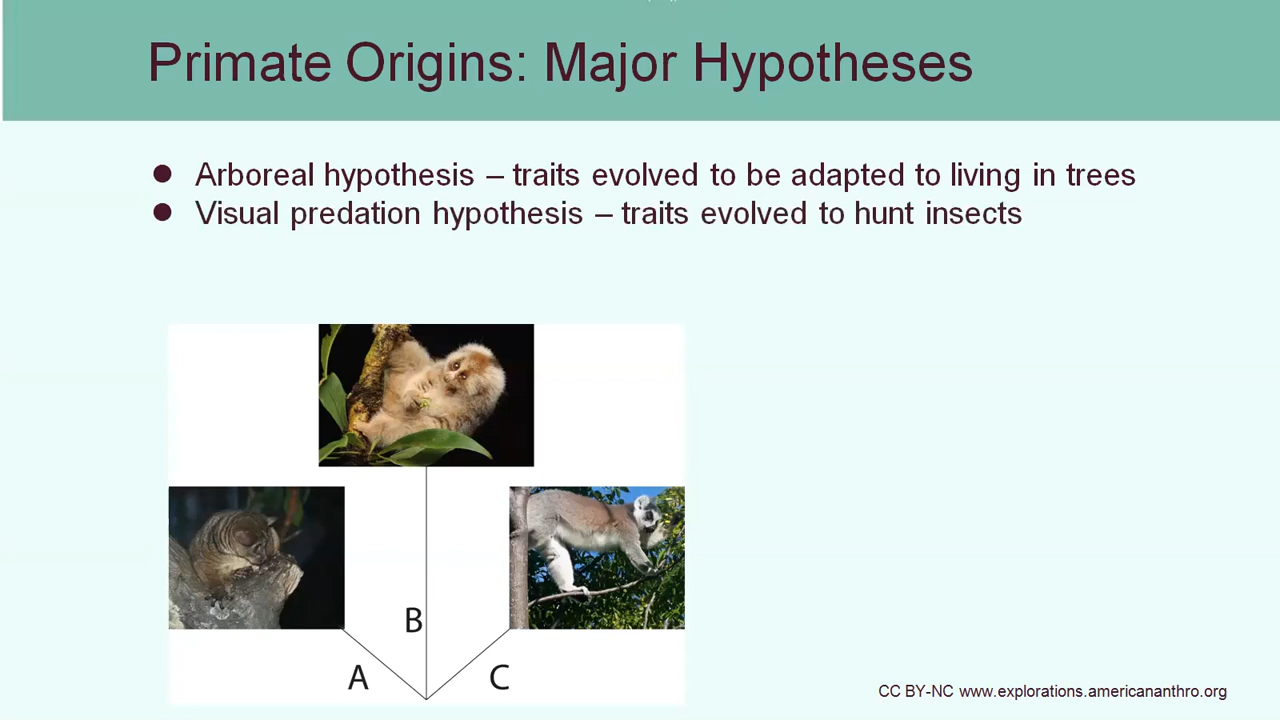 Primate Origins: Major Hypotheses
● Arboreal hypothesis – traits evolved to be adapted to living in trees
● Visual predation hypothesis – traits evolved to hunt insects
B
A
C
CC BY-NC www.explorations.americananthro.org